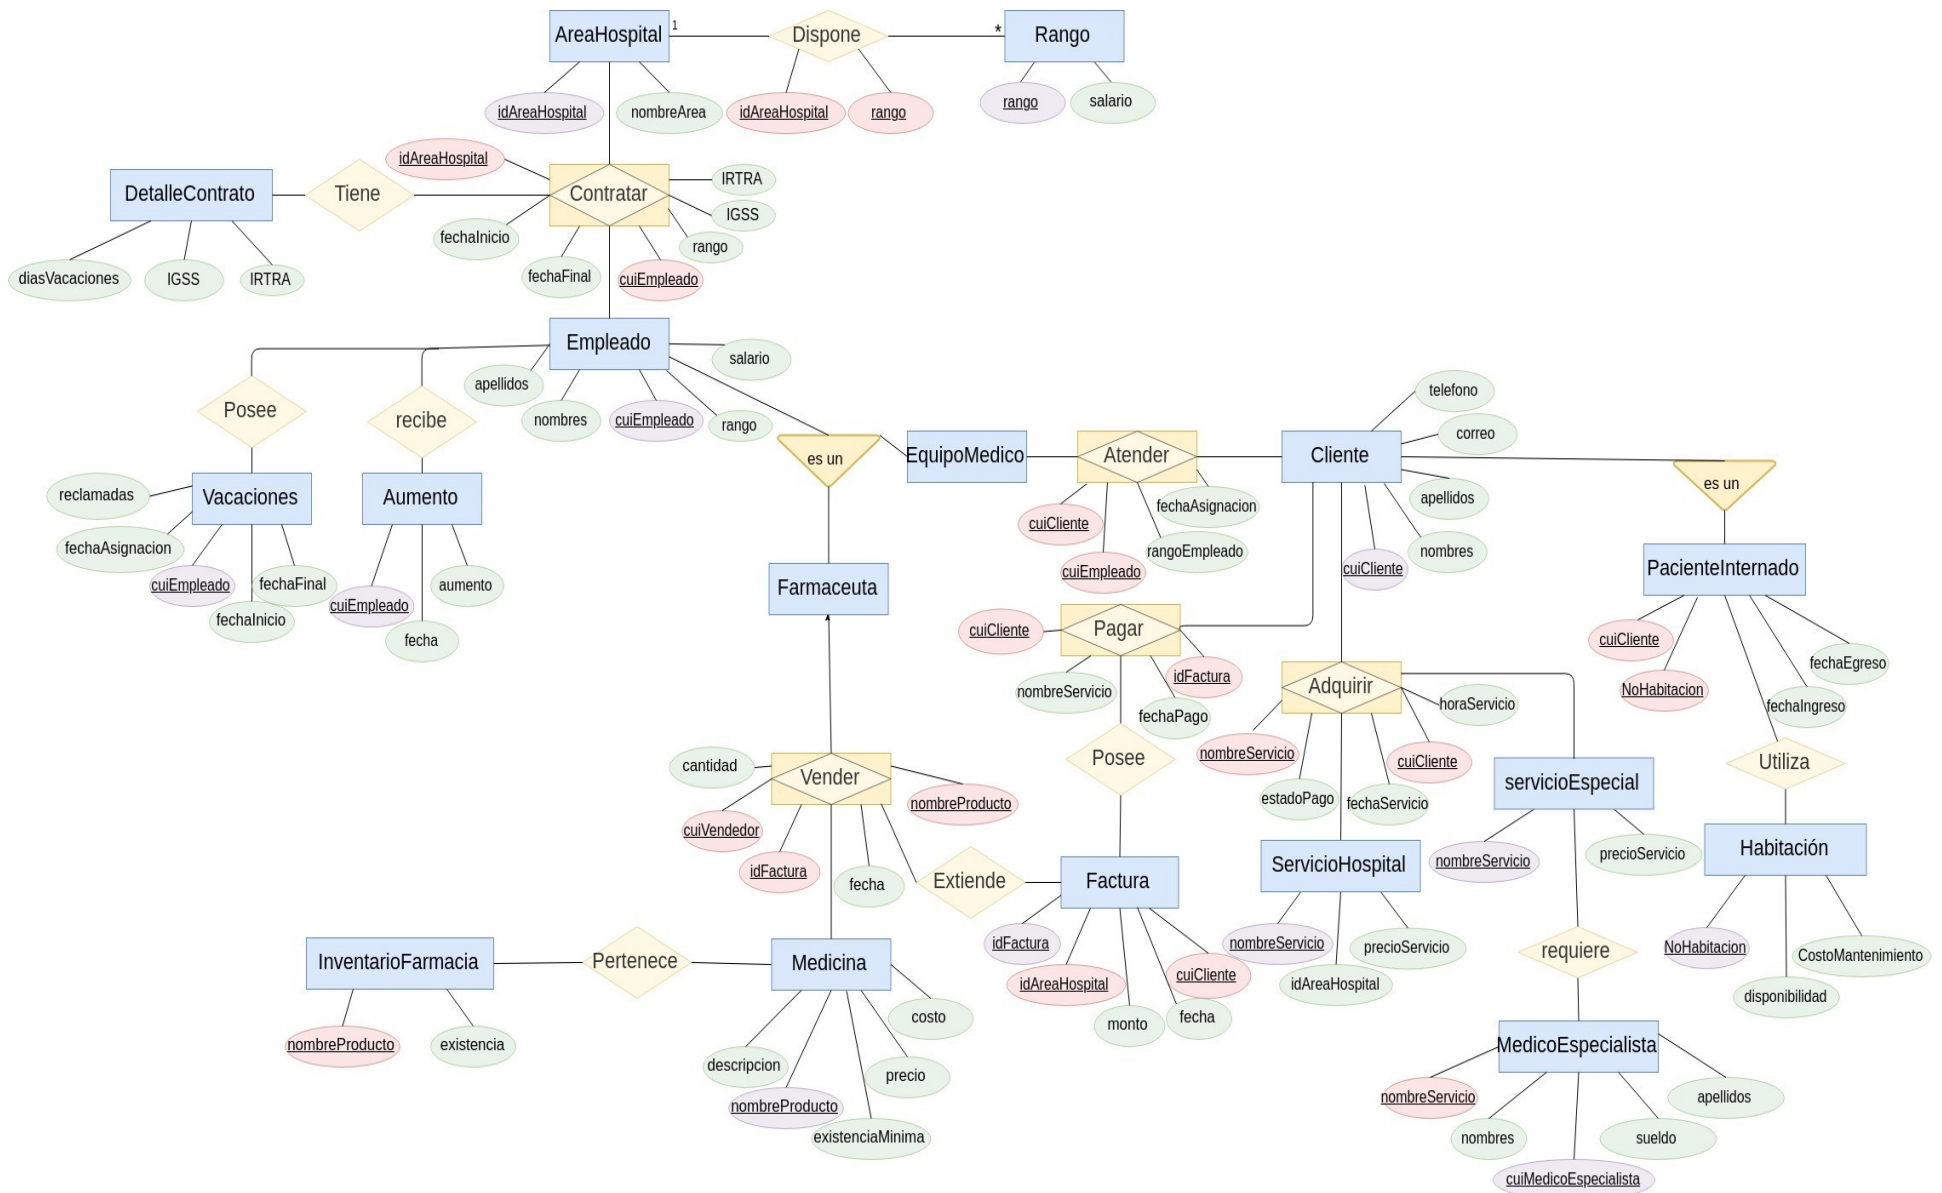 AreaHospital
1
Dispone
*
Rango
idAreaHospital
nombreArea
idAreaHospital
rango
rango
salario
idAreaHospital
DetalleContrato
Tiene
Contratar
IRTRA
IGSS
rango
fechaInicio
fechaFinal
cuiEmpleado
diasVacaciones
IGSS
IRTRA
Empleado
salario
apellidos
nombres
cuiEmpleado
rango
Posee
recibe
es un
EquipoMedico
Atender
Cliente
telefono
correo
apellidos
nombres
cuiCliente
es un
reclamadas
Vacaciones
Aumento
fechaAsignacion
cuiEmpleado
fechaFinal
fechaInicio
cuiEmpleado
aumento
fecha
cuiCliente
fechaAsignacion
rangoEmpleado
cuiEmpleado
PacienteInternado
Farmaceuta
cuiCliente
Pagar
nombreServicio
idFactura
fechaPago
cuiCliente
NoHabitacion
fechaEgreso
fechaIngreso
Adquirir
horaServicio
nombreServicio
cuiCliente
estadoPago
fechaServicio
Posee
Utiliza
cantidad
Vender
nombreProducto
cuiVendedor
idFactura
fecha
servicioEspecial
nombreServicio
precioServicio
Habitación
Extiende
Factura
ServicioHospital
idFactura
idAreaHospital
monto
fecha
cuiCliente
nombreServicio
idAreaHospital
precioServicio
requiere
NoHabitacion
CostoMantenimiento
disponibilidad
InventarioFarmacia
Pertenece
Medicina
nombreProducto
existencia
descripcion
nombreProducto
existenciaMinima
precio
costo
MedicoEspecialista
nombreServicio
nombres
cuiMedicoEspecialista
sueldo
apellidos